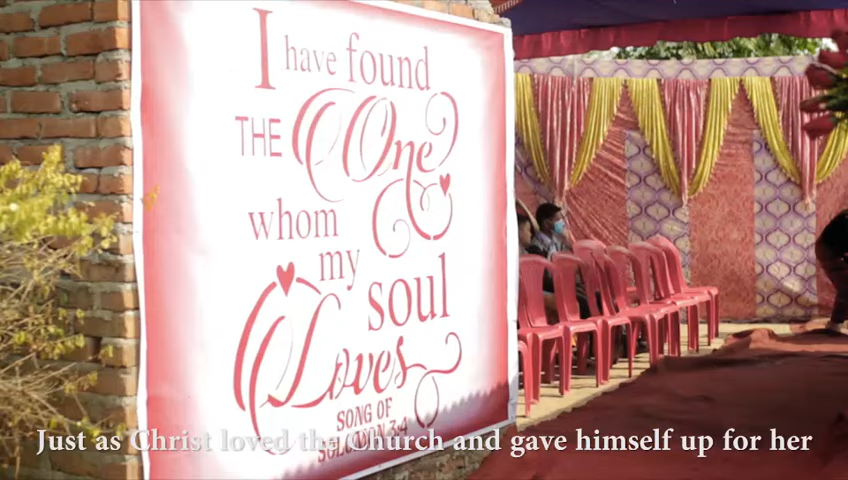 I have found
THE One
whom
my
soul
Loves
SONG OF
SOLOMON 3:4
Just as Christ loved the Church and gave himself up for her